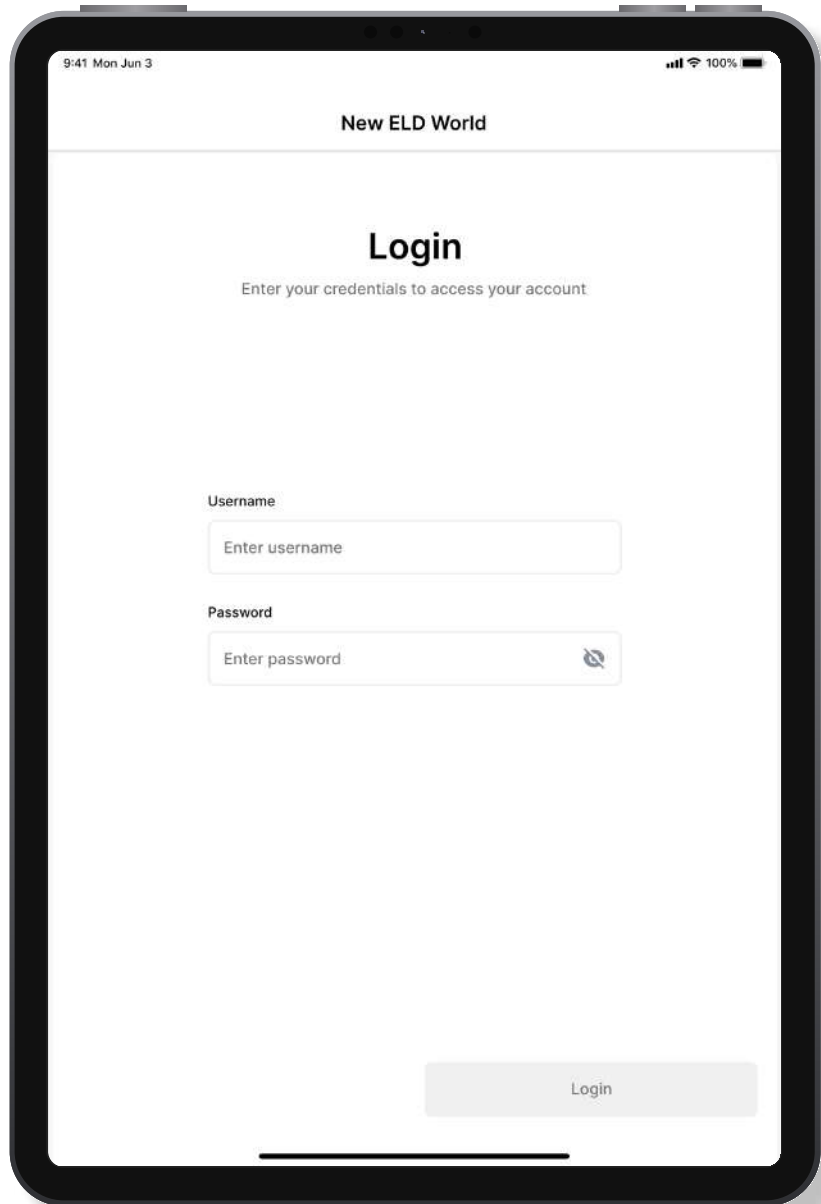 9:41 Mon Jun 3
100%
New ELD World
Login
Enter your credentials to access your account
Username
Enter username
Password
Enter password
Login